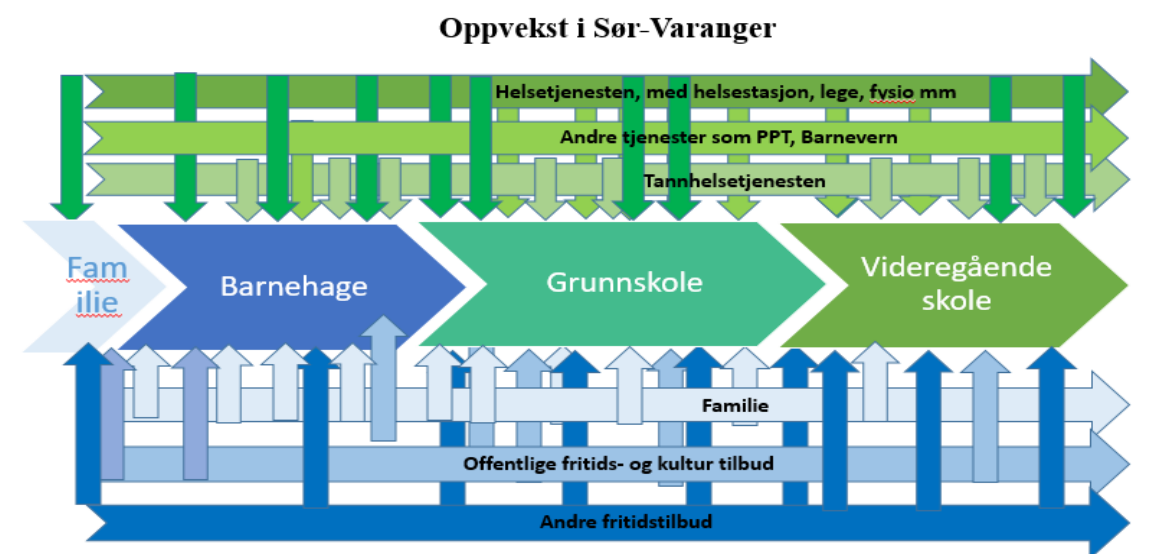 Oppvekst i Sør-Varanger
Helsetjenesten, med helsestasjon, lege, fysio mm
Andre tjenester som PPT, Barnevern
Tannhelsetjenesten
Fam
ilie
Barnehage
Grunnskole
Videregående
skole
Familie
Offentlige fritids- og kultur tilbud
Andre fritidstilbud